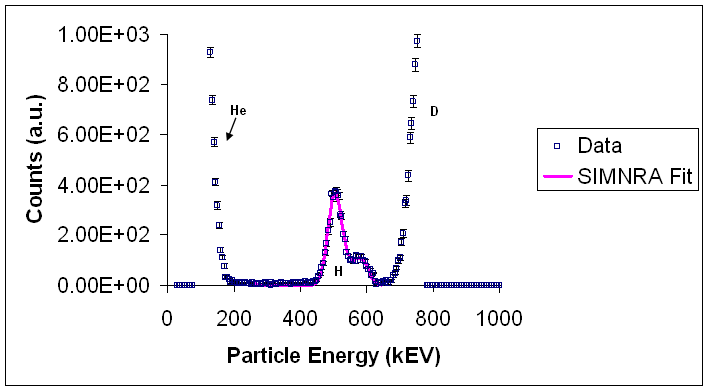 1.00E+03
8.00E+02
6.00E+02
4.00E+02
2.00E+02
0.00E+00
Counts (a.u.)
He
D
H
Data
SIMNRA Fit
0 200 400 600 800 1000
Particle Energy (kEV)